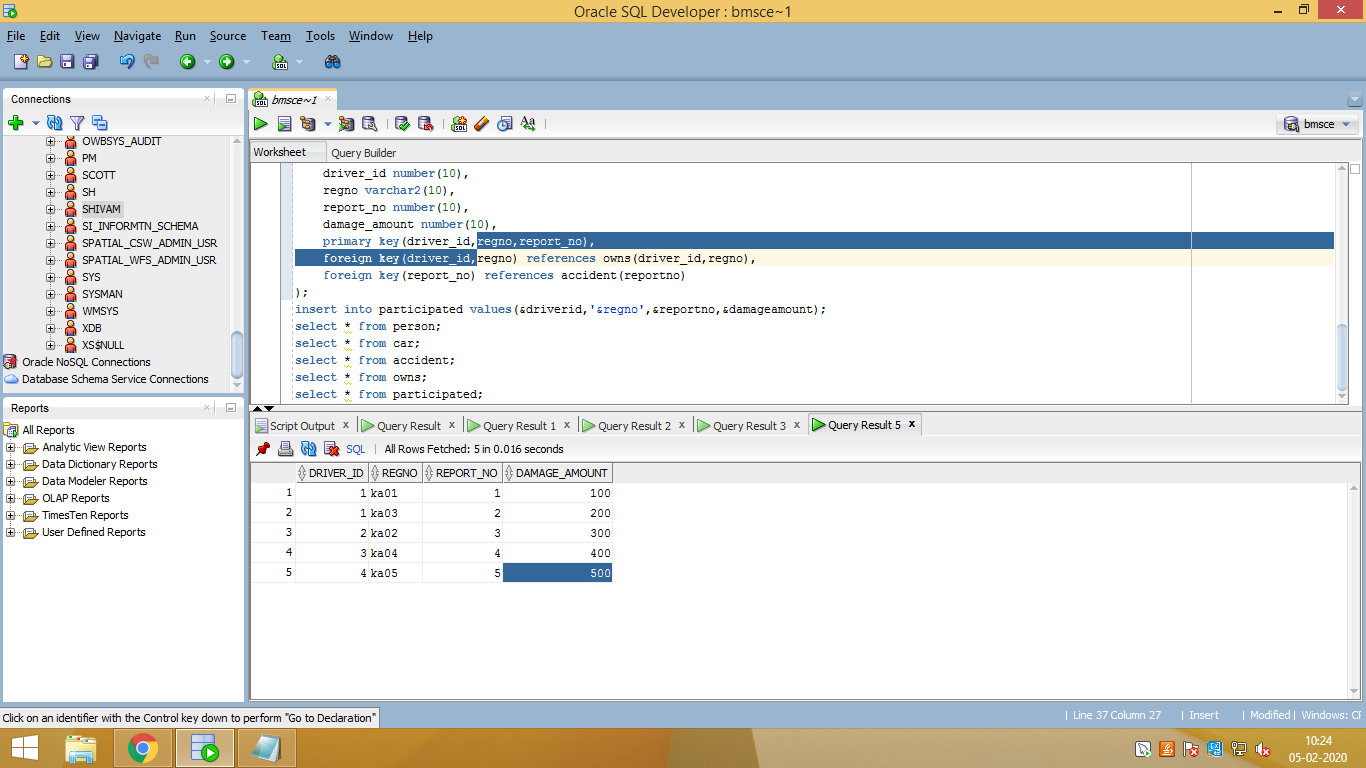 Oracle SQL Developer : bmsce~1
File Edit View Navigate Run Source Team Tools Window Help
Connections
OWBSYS_AUDIT
PM
SCOTT
SH
SHIVAM
SI_INFORMTN_SCHEMA
SPATIAL_CSW_ADMIN_USR
SPATIAL_WFS_ADMIN_USR
SYS
SYSMAN
WMSYS
XDB
XS$NULL
Oracle NoSQL Connections
Database Schema Service Connections
Reports
All Reports
Analytic View Reports
Data Dictionary Reports
Data Modeler Reports
OLAP Reports
TimesTen Reports
User Defined Reports
bmsce~1
bmsce
Worksheet Query Builder
driver_id number(10),
regno varchar2(10),
report_no number(10),
damage_amount number(10),
primary key(driver_id,regno,report_no),
foreign key(driver_id,regno) references owns(driver_id,regno),
foreign key(report_no) references accident(reportno)
);
insert into participated values(&driverid,'&regno',&reportno,&damageamount);
select * from person;
select * from car;
select * from accident;
select * from owns;
select * from participated;
Script Output Query Result Query Result 1 Query Result 2 Query Result 3 Query Result 5
SQL All Rows Fetched: 5 in 0.016 seconds
DRIVER_ID REGNO REPORT_NO DAMAGE_AMOUNT
1 1 ka01 1 100
2 1 ka03 2 200
3 2 ka02 3 300
4 3 ka04 4 400
5 4 ka05 5 500
Click on an identifier with the Control key down to perform "Go to Declaration"
Line 37 Column 27 Insert Modified Windows: CF
10:24
05-02-2020